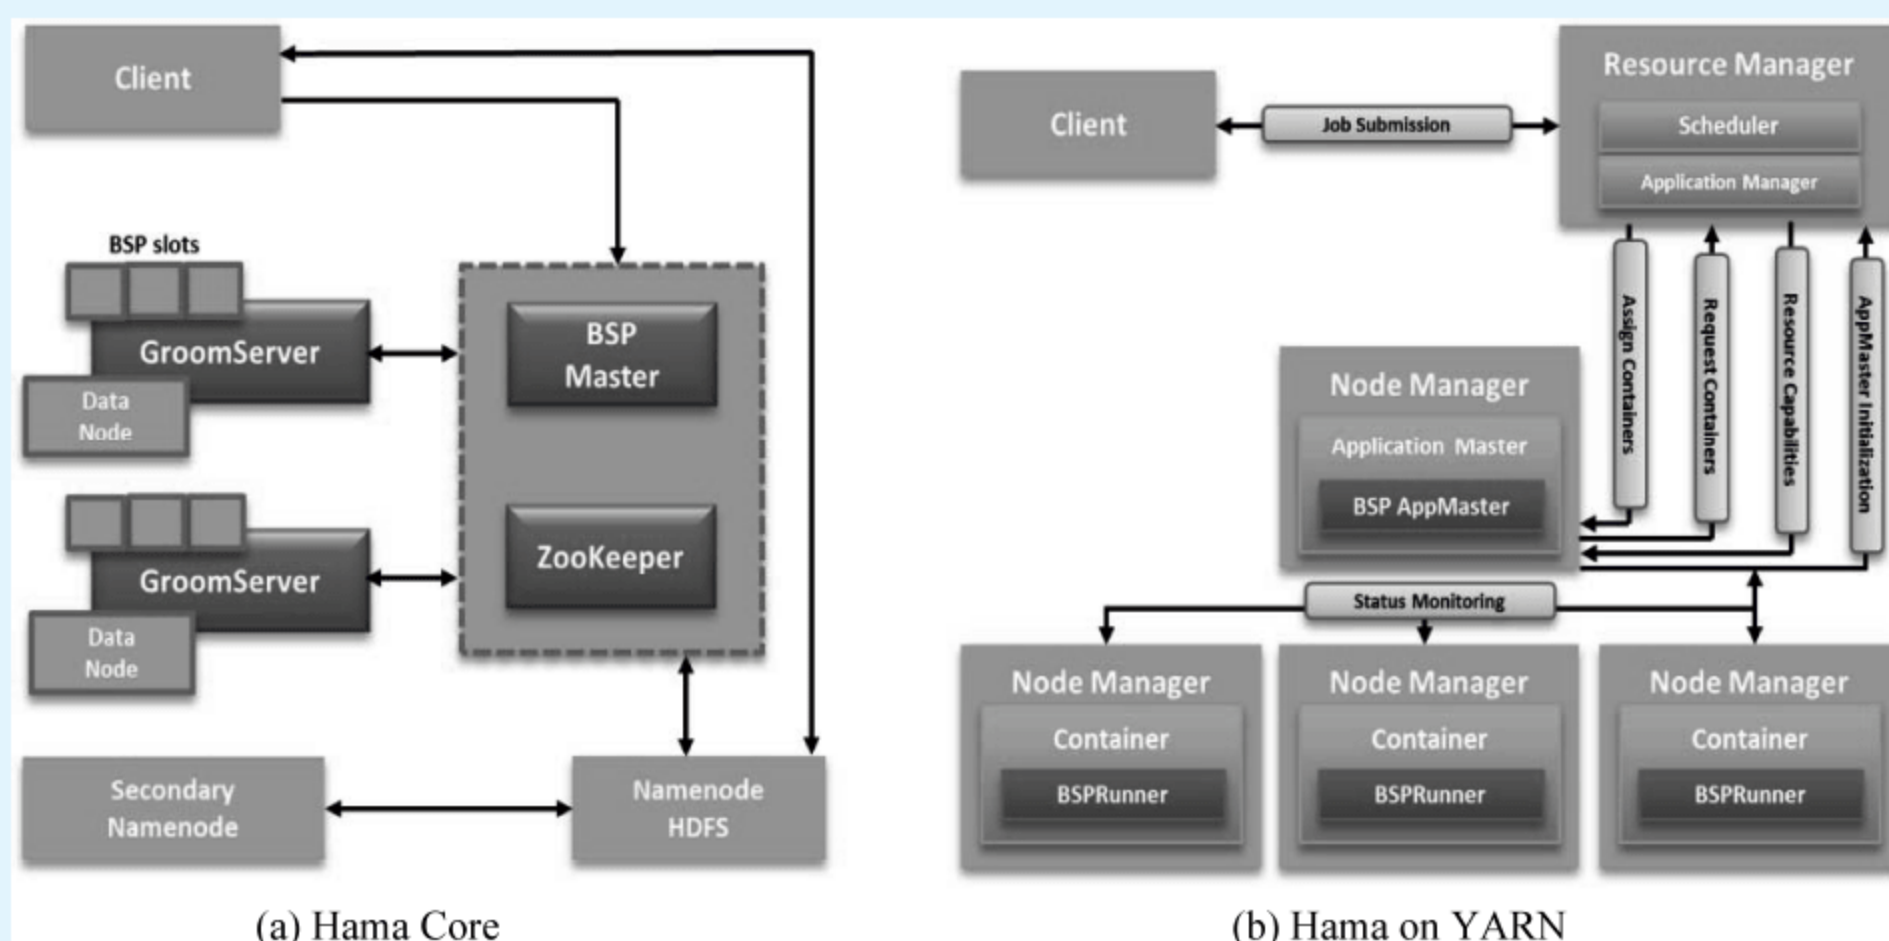 Client
BSP slots
GroomServer
Data
Node
GroomServer
Data
Node
BSP
Master
ZooKeeper
Secondary
Namenode
Namenode
HDFS
(a) Hama Core
Client
Job Submission
Resource Manager
Scheduler
Application Manager
Assign Containers
Request Containers
Resource Capabilities
AppMaster Initialization
Node Manager
Application Master
BSP AppMaster
Status Monitoring
Node Manager
Container
BSPRunner
Node Manager
Container
BSPRunner
Node Manager
Container
BSPRunner
(b) Hama on YARN